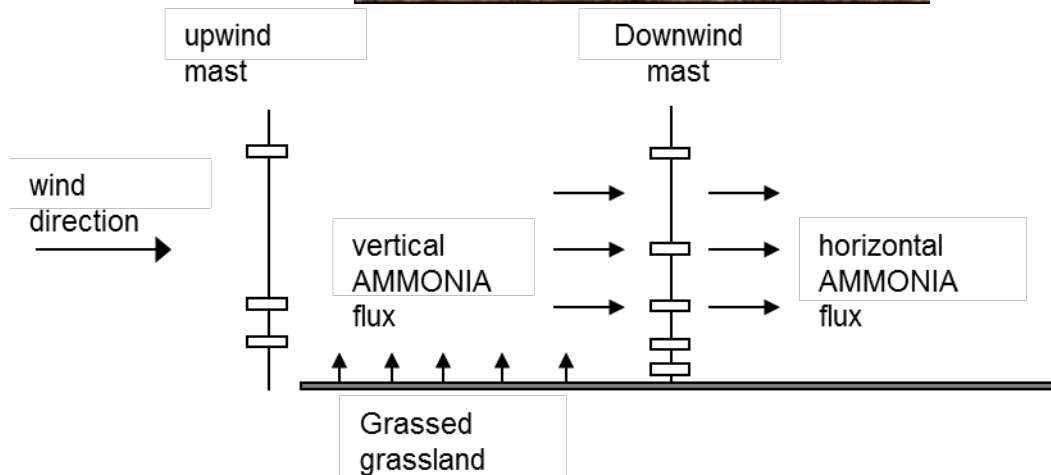 upwind
mast
Downwind
mast
wind
direction
vertical
AMMONIA
flux
horizontal
AMMONIA
flux
Grassed
grassland